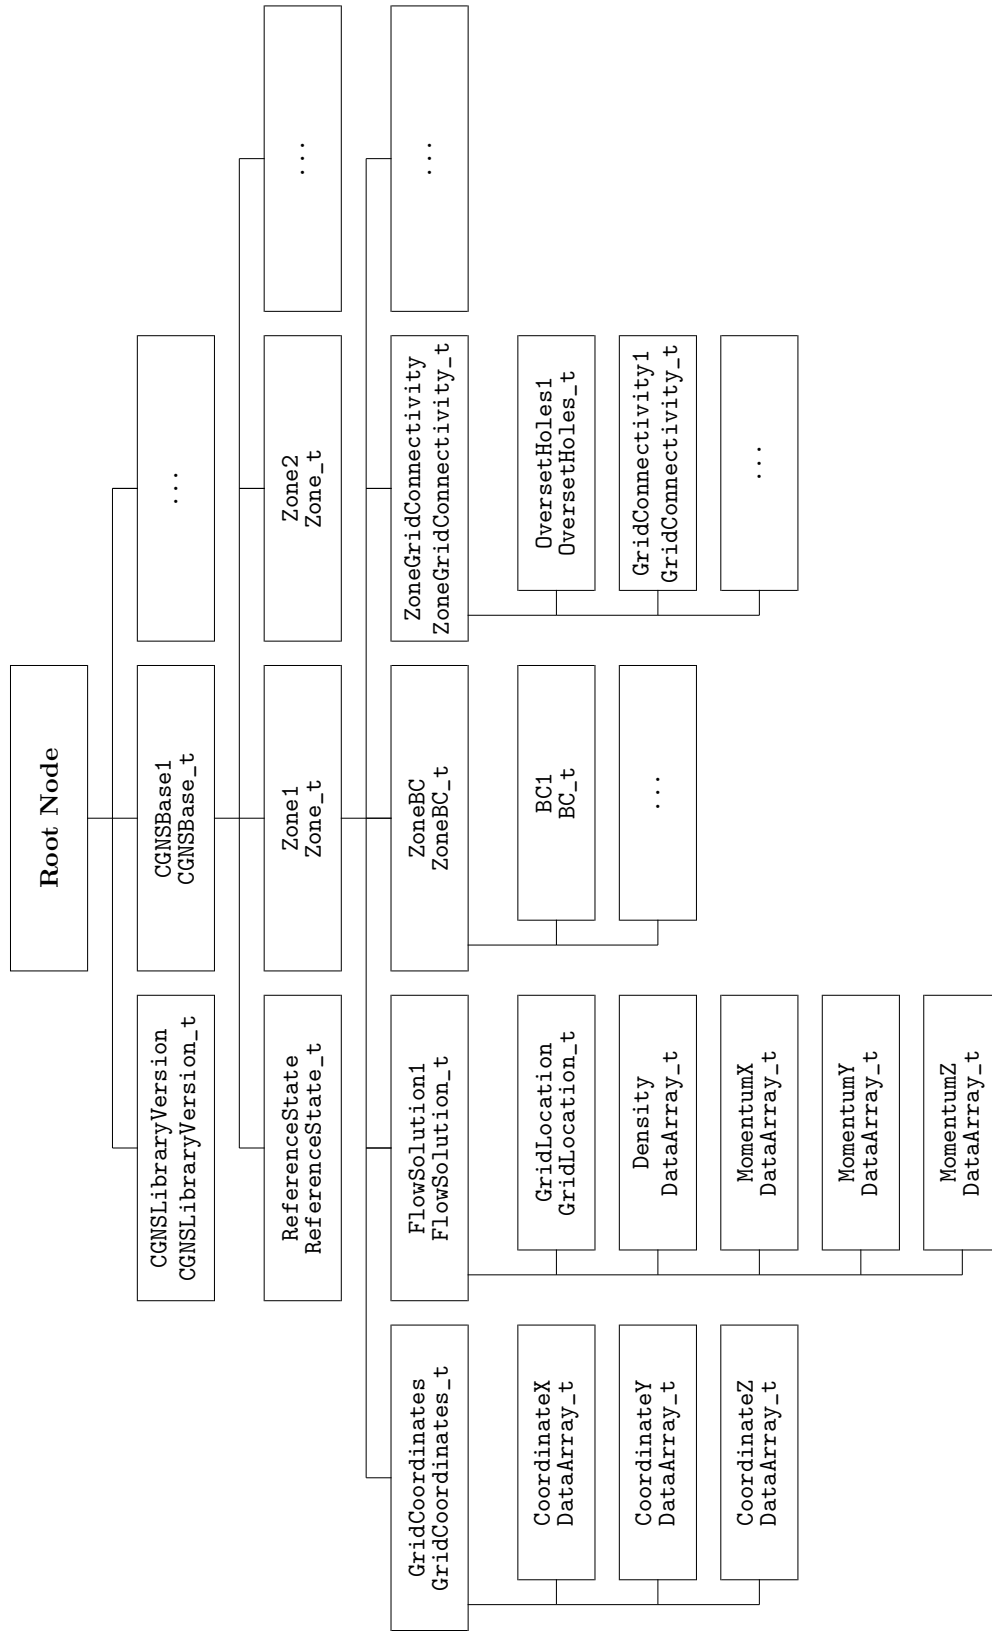 Root Node
CGNSLibraryVersion
CGNSLibraryVersion_t
CGNSBase1
CGNSBase_t
...
ReferenceState
ReferenceState_t
Zone1
Zone_t
Zone2
Zone_t
...
GridCoordinates
GridCoordinates_t
FlowSolution1
FlowSolution_t
ZoneBC
ZoneBC_t
ZoneGridConnectivity
ZoneGridConnectivity_t
...
CoordinateX
DataArray_t
CoordinateY
DataArray_t
CoordinateZ
DataArray_t
GridLocation
GridLocation_t
Density
DataArray_t
MomentumX
DataArray_t
MomentumY
DataArray_t
MomentumZ
DataArray_t
BC1
BC_t
...
OversetHoles1
OversetHoles_t
GridConnectivity1
GridConnectivity_t
...